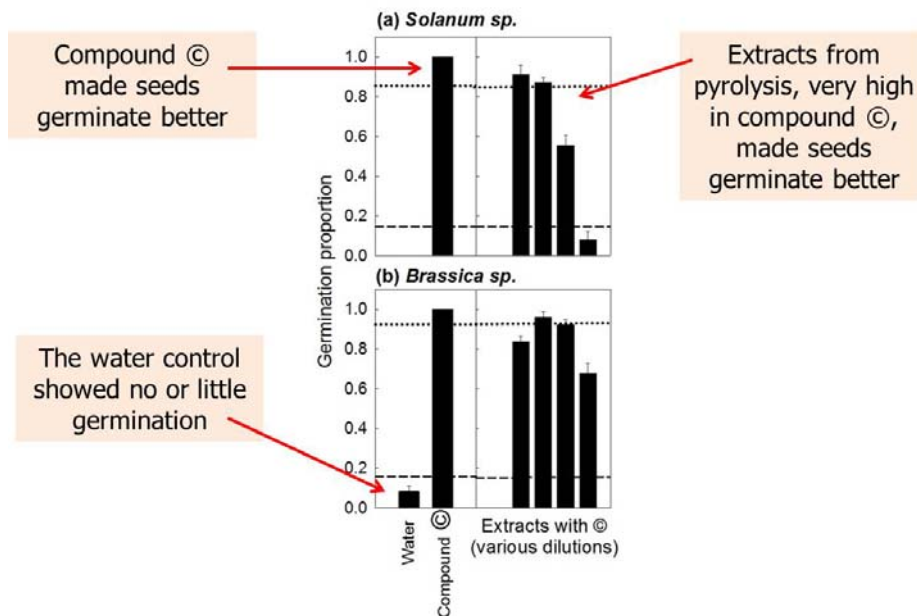 Compound ©
made seeds
germinate better
(a) Solanum sp.
Extracts from
pyrolysis, very high
in compound ©,
made seeds
germinate better
1.0
0.8
0.6
0.4
0.2
0.0
Germination proportion
(b) Brassica sp.
1.0
0.8
0.6
0.4
0.2
0.0
The water control
showed no or little
germination
Water
Compound ©
Extracts with ©
(various dilutions)